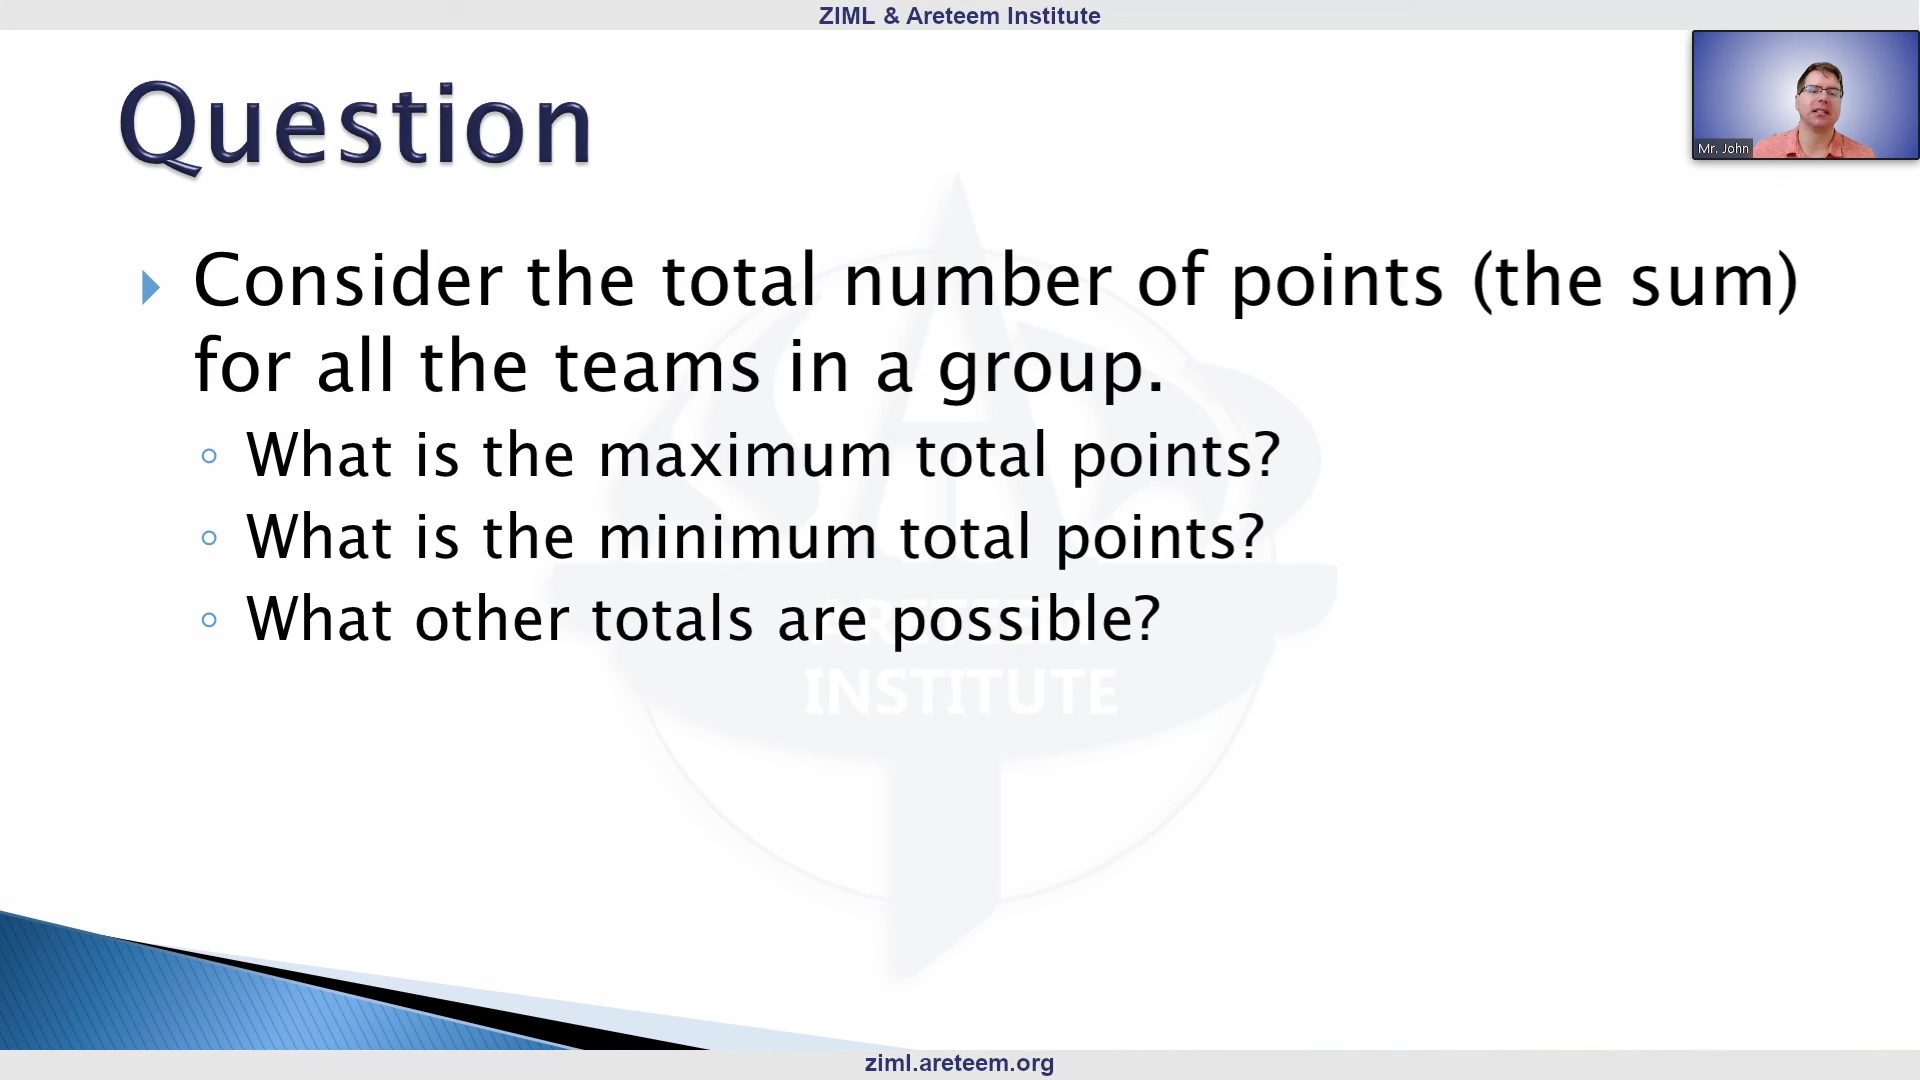 ZIML & Areteem Institute
Mr. John
Question
Consider the total number of points (the sum)
for all the teams in a group.
What is the maximum total points?
What is the minimum total points?
What other totals are possible?
INSTITUTE
ziml.areteem.org